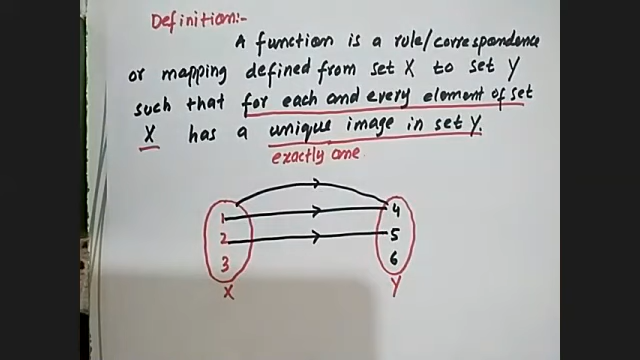 Definition:-
A function is a rule/correspondence
or mapping defined from set X to set Y
such that for each and every element of set
X has a unique image in set Y.
exactly one.
1 4
2 5
3 6
X Y